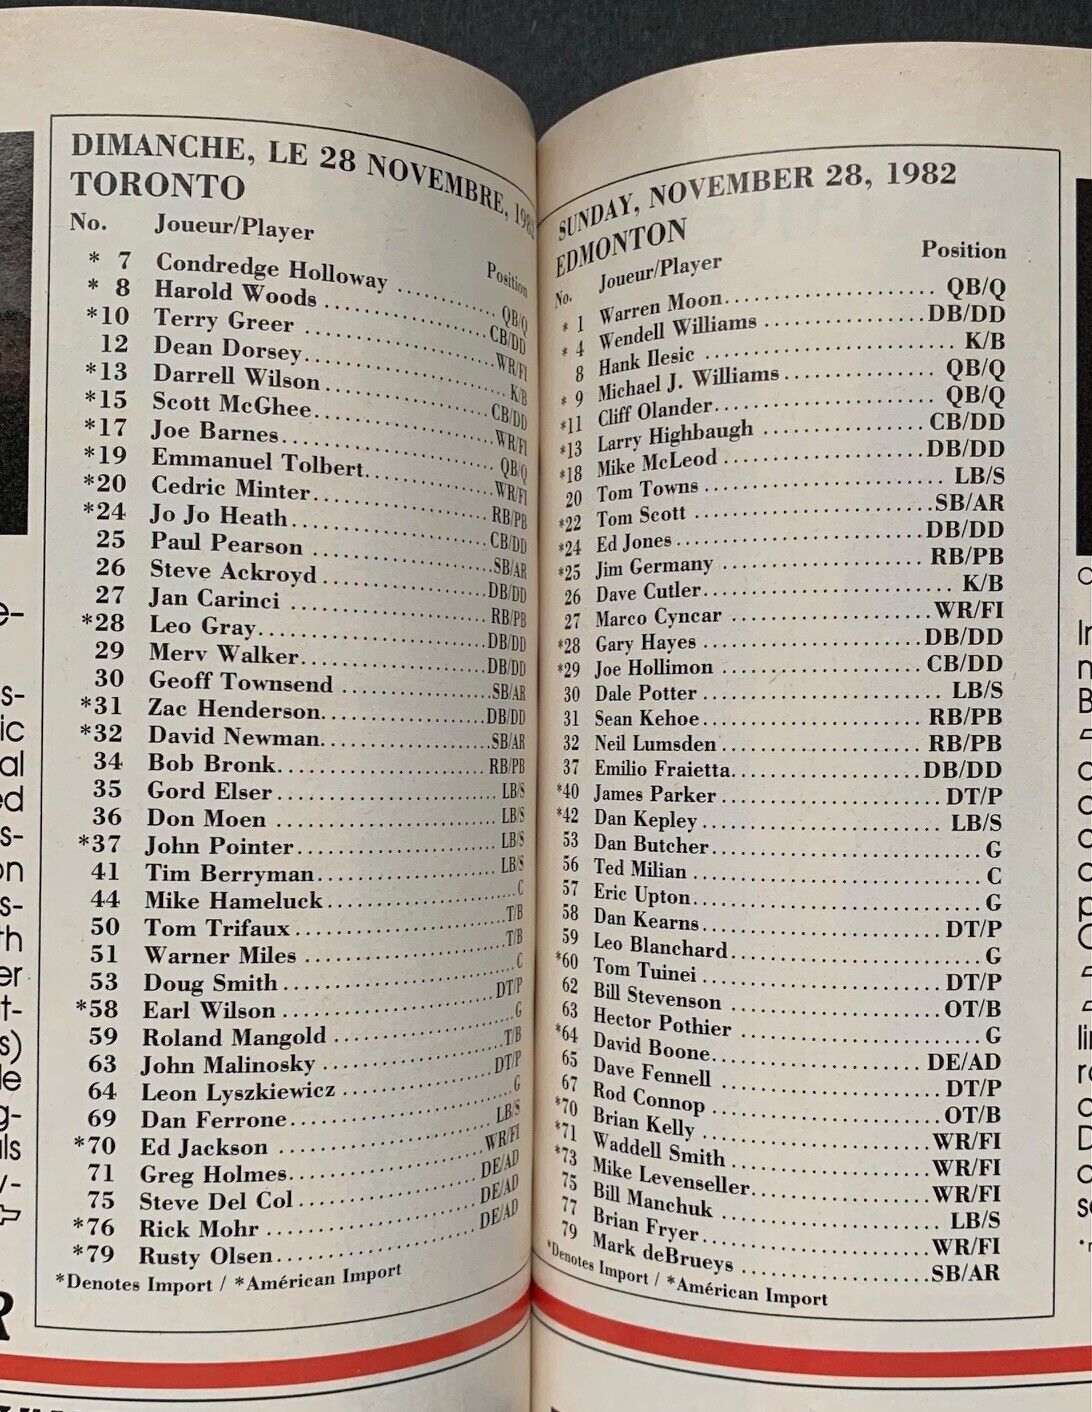 DIMANCHE, LE 28 NOVEMBRE, 198
TORONTO
No. Joueur/Player Position
* 7 Condredge Holloway .......... QB/Q
* 8 Harold Woods .......... CB/DD
*10 Terry Greer .......... WR/FI
12 Dean Dorsey .......... K/B
*13 Darrell Wilson .......... CB/DD
*15 Scott McGhee .......... WR/FI
*17 Joe Barnes .......... QB/Q
*19 Emmanuel Tolbert .......... WR/FI
*20 Cedric Minter .......... RB/PB
*24 Jo Jo Heath .......... CB/DD
25 Paul Pearson .......... SB/AR
26 Steve Ackroyd .......... DB/DD
27 Jan Carinci .......... RB/PB
*28 Leo Gray .......... DB/DD
29 Merv Walker .......... DB/DD
30 Geoff Townsend .......... SB/AR
*31 Zac Henderson .......... DB/DD
*32 David Newman .......... SB/AR
34 Bob Bronk .......... RB/PB
35 Gord Elser .......... LB/S
36 Don Moen .......... LB/S
*37 John Pointer .......... LB/S
41 Tim Berryman .......... LB/S
44 Mike Hameluck .......... C
50 Tom Trifaux .......... T/B
51 Warner Miles .......... T/B
53 Doug Smith .......... C
*58 Earl Wilson .......... DT/P
59 Roland Mangold .......... G
63 John Malinosky .......... T/B
64 Leon Lyszkiewicz .......... DT/P
69 Dan Ferrone .......... G
*70 Ed Jackson .......... LB/S
71 Greg Holmes .......... WR/FI
75 Steve Del Col .......... DE/AD
*76 Rick Mohr .......... DE/AD
*79 Rusty Olsen .......... DE/AD
*Denotes Import / *Américan Import
SUNDAY, NOVEMBER 28, 1982
EDMONTON
No. Joueur/Player Position
* 1 Warren Moon .......... QB/Q
* 4 Wendell Williams .......... DB/DD
8 Hank Ilesic .......... K/B
* 9 Michael J. Williams .......... QB/Q
*11 Cliff Olander .......... QB/Q
*13 Larry Highbaugh .......... CB/DD
*18 Mike McLeod .......... DB/DD
20 Tom Towns .......... LB/S
*22 Tom Scott .......... SB/AR
*24 Ed Jones .......... DB/DD
*25 Jim Germany .......... RB/PB
26 Dave Cutler .......... K/B
27 Marco Cyncar .......... WR/FI
*28 Gary Hayes .......... DB/DD
*29 Joe Hollimon .......... CB/DD
30 Dale Potter .......... LB/S
31 Sean Kehoe .......... RB/PB
32 Neil Lumsden .......... RB/PB
37 Emilio Fraietta .......... DB/DD
*40 James Parker .......... DT/P
*42 Dan Kepley .......... LB/S
53 Dan Butcher .......... G
56 Ted Milian .......... C
57 Eric Upton .......... G
58 Dan Kearns .......... DT/P
59 Leo Blanchard .......... G
*60 Tom Tuinei .......... DT/P
62 Bill Stevenson .......... OT/B
63 Hector Pothier .......... G
*64 David Boone .......... DE/AD
65 Dave Fennell .......... DT/P
67 Rod Connop .......... OT/B
*70 Brian Kelly .......... WR/FI
*71 Waddell Smith .......... WR/FI
*73 Mike Levenseller .......... WR/FI
75 Bill Manchuk .......... LB/S
77 Brian Fryer .......... WR/FI
79 Mark deBrueys .......... SB/AR
*Denotes Import / *Américan Import